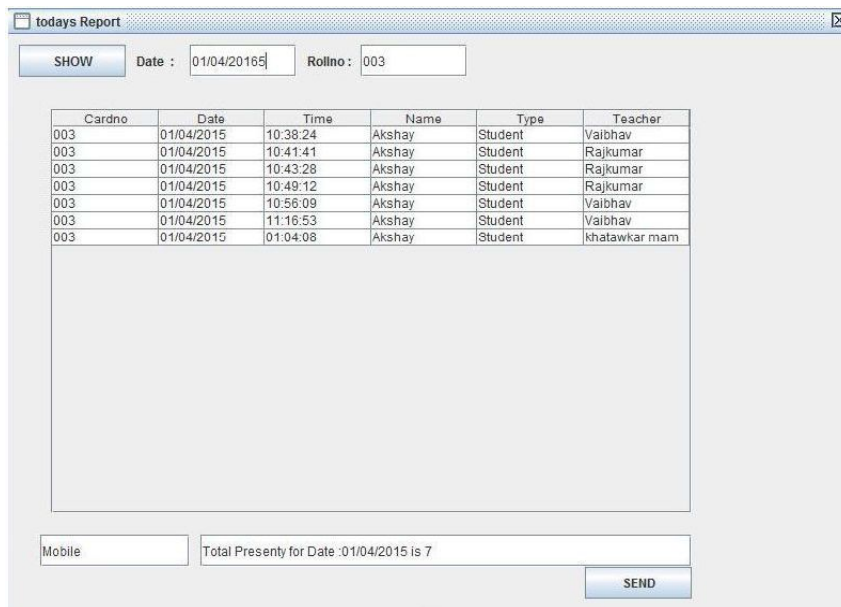 todays Report
SHOW Date : 01/04/20165 Rollno : 003
Cardno Date Time Name Type Teacher
003 01/04/2015 10:38:24 Akshay Student Vaibhav
003 01/04/2015 10:41:41 Akshay Student Rajkumar
003 01/04/2015 10:43:28 Akshay Student Rajkumar
003 01/04/2015 10:49:12 Akshay Student Rajkumar
003 01/04/2015 10:56:09 Akshay Student Vaibhav
003 01/04/2015 11:16:53 Akshay Student Vaibhav
003 01/04/2015 01:04:08 Akshay Student khatawkar mam
Mobile Total Presenty for Date :01/04/2015 is 7
SEND